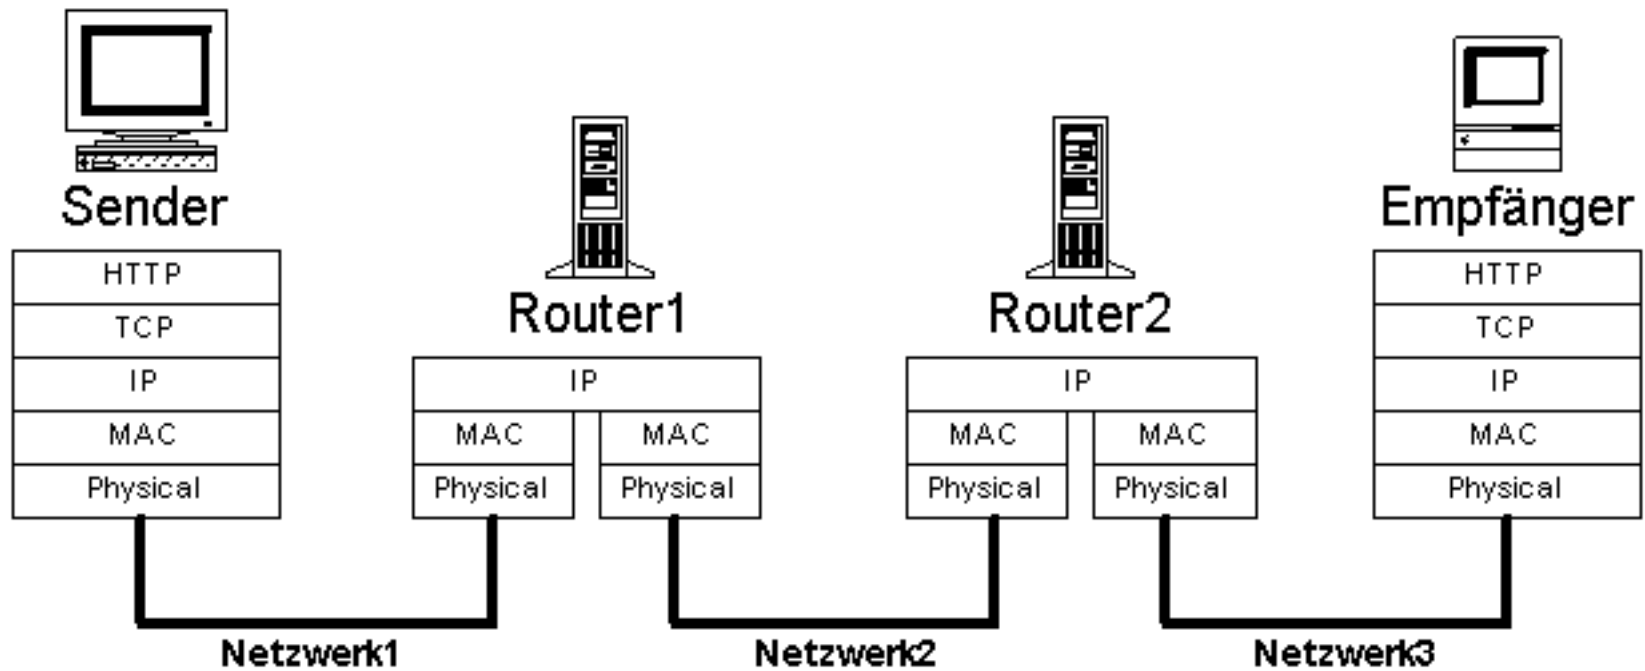 Sender
HTTP
TCP
IP
MAC
Physical
Router1
IP
MAC MAC
Physical Physical
Router2
IP
MAC MAC
Physical Physical
Empfänger
HTTP
TCP
IP
MAC
Physical
Netzwerk1
Netzwerk2
Netzwerk3